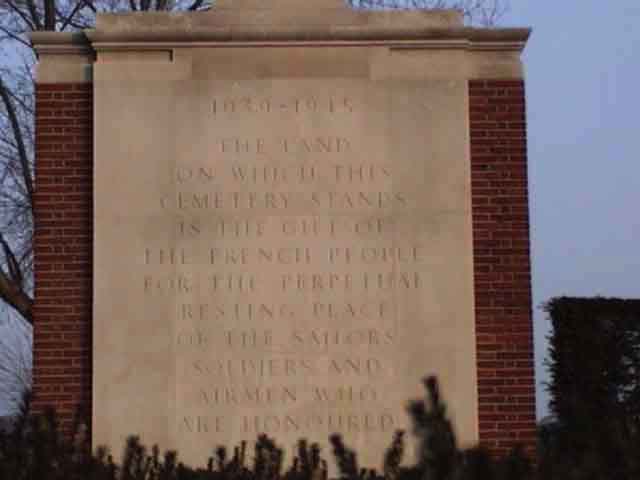 1939-1945
THE LAND
ON WHICH THIS
CEMETERY STANDS
IS THE GIFT OF
THE FRENCH PEOPLE
FOR THE PERPETUAL
RESTING PLACE
OF THE SAILORS
SOLDIERS AND
AIRMEN WHO
ARE HONOURED